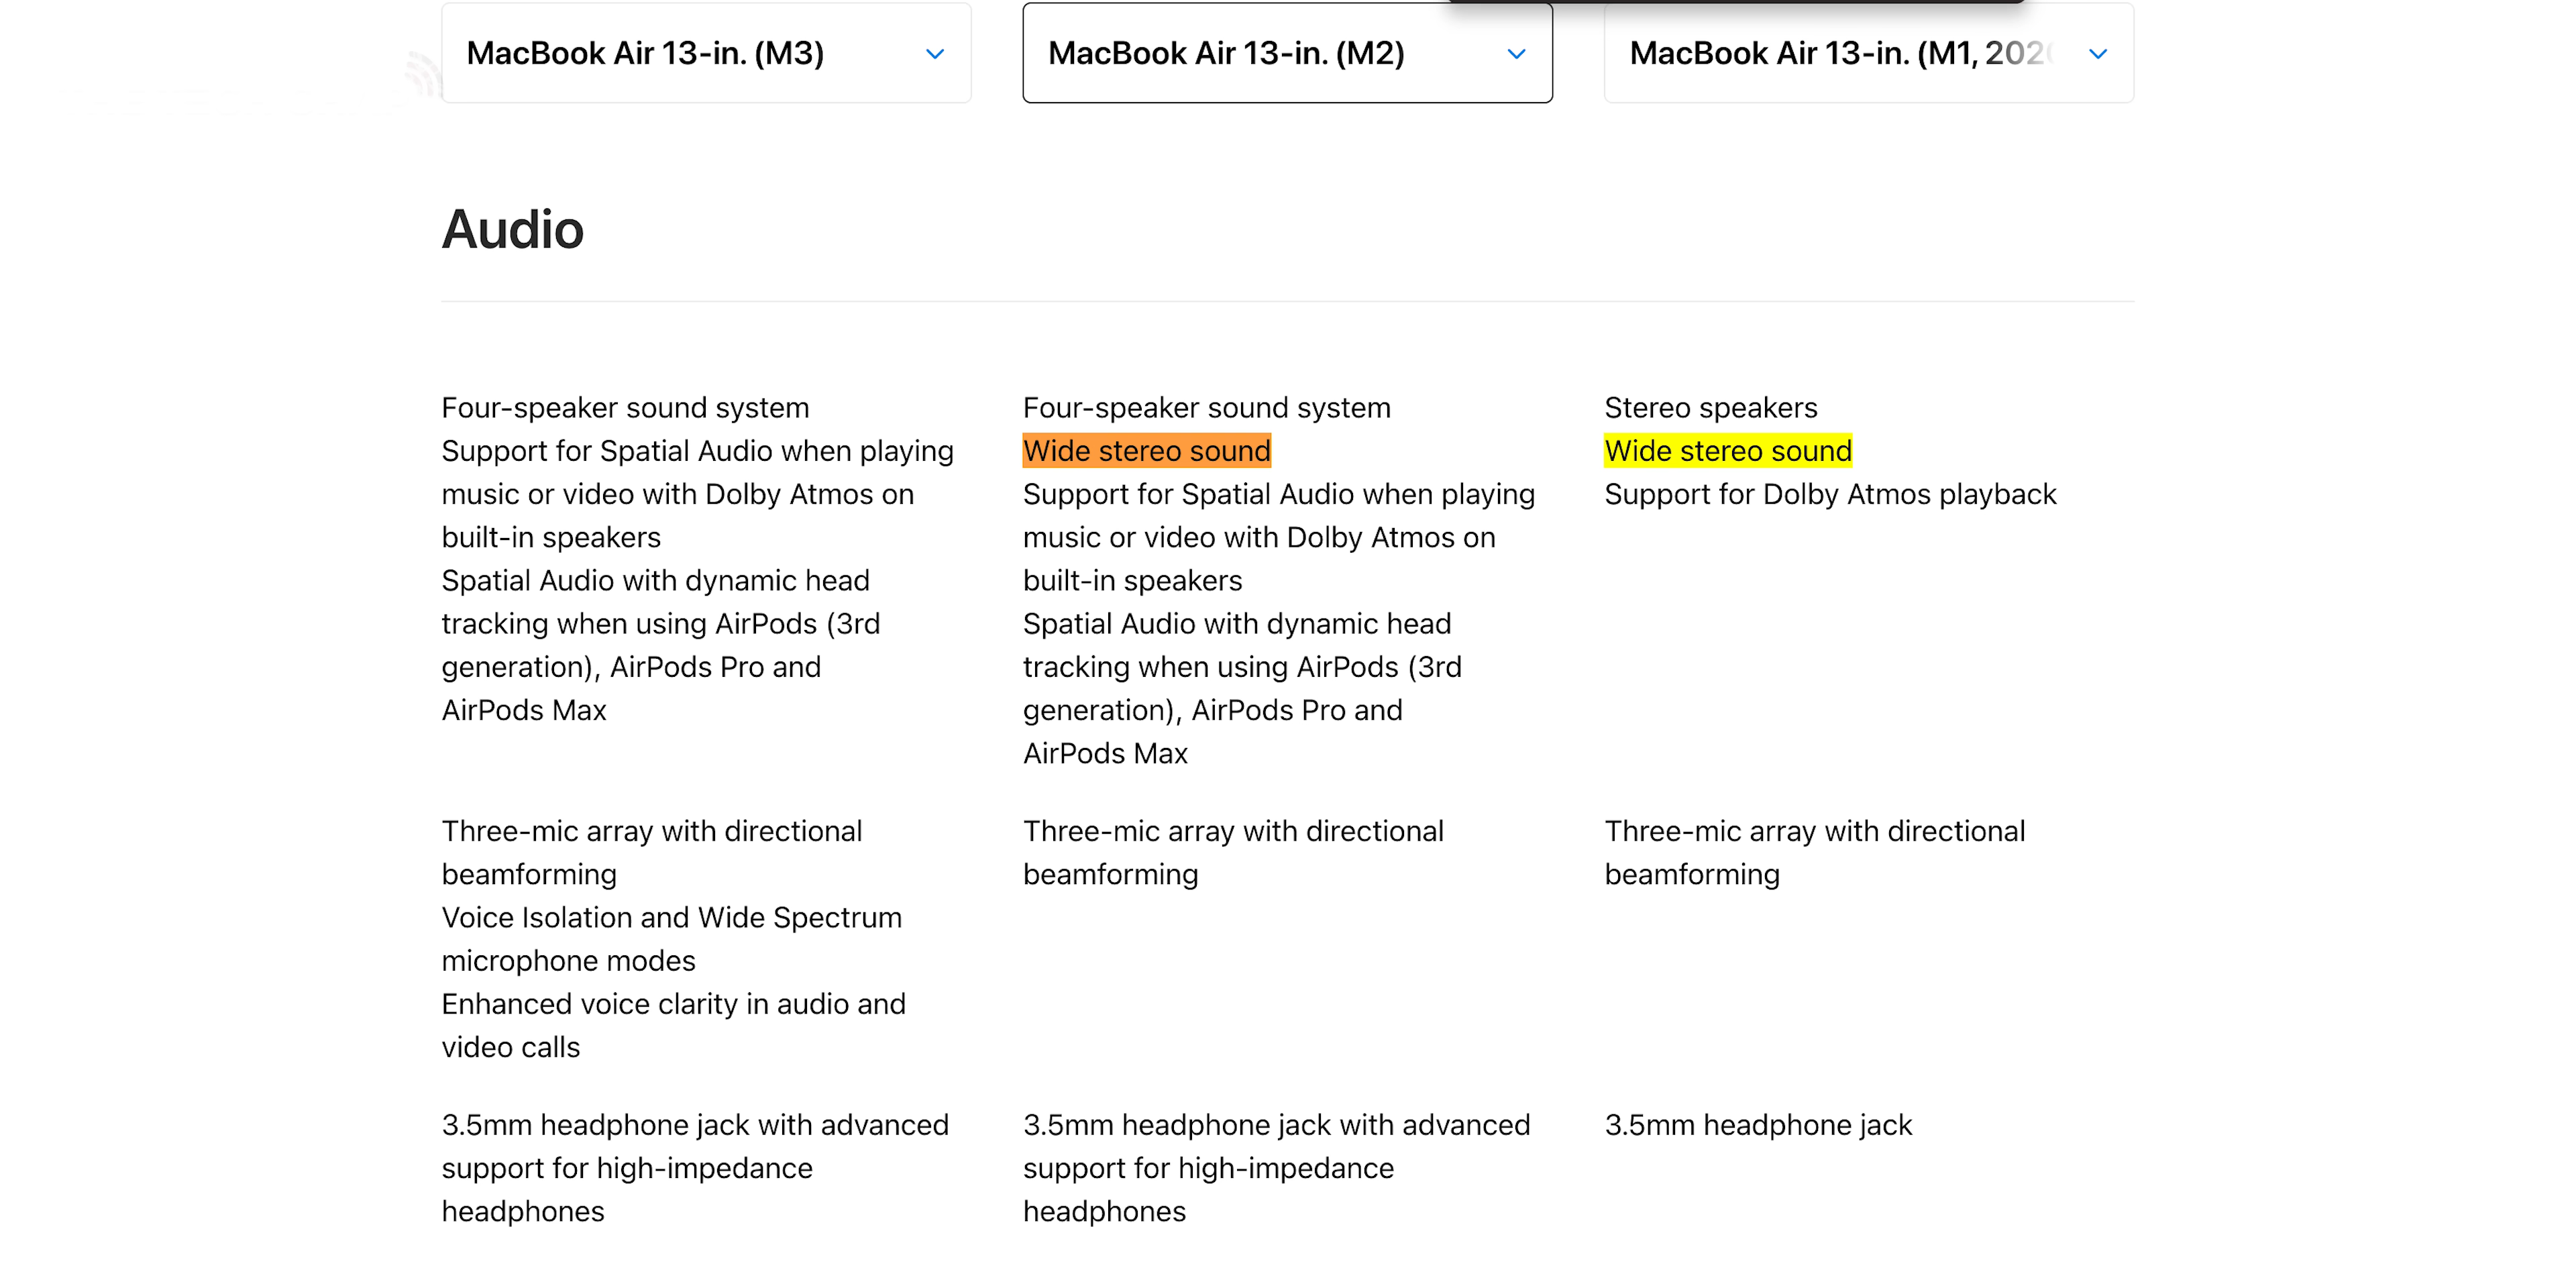 MacBook Air 13-in. (M3)
MacBook Air 13-in. (M2)
MacBook Air 13-in. (M1, 202
Audio
Four-speaker sound system
Support for Spatial Audio when playing
music or video with Dolby Atmos on
built-in speakers
Spatial Audio with dynamic head
tracking when using AirPods (3rd
generation), AirPods Pro and
AirPods Max
Four-speaker sound system
Wide stereo sound
Support for Spatial Audio when playing
music or video with Dolby Atmos on
built-in speakers
Spatial Audio with dynamic head
tracking when using AirPods (3rd
generation), AirPods Pro and
AirPods Max
Stereo speakers
Wide stereo sound
Support for Dolby Atmos playback
Three-mic array with directional
beamforming
Voice Isolation and Wide Spectrum
microphone modes
Enhanced voice clarity in audio and
video calls
Three-mic array with directional
beamforming
Three-mic array with directional
beamforming
3.5mm headphone jack with advanced
support for high-impedance
headphones
3.5mm headphone jack with advanced
support for high-impedance
headphones
3.5mm headphone jack